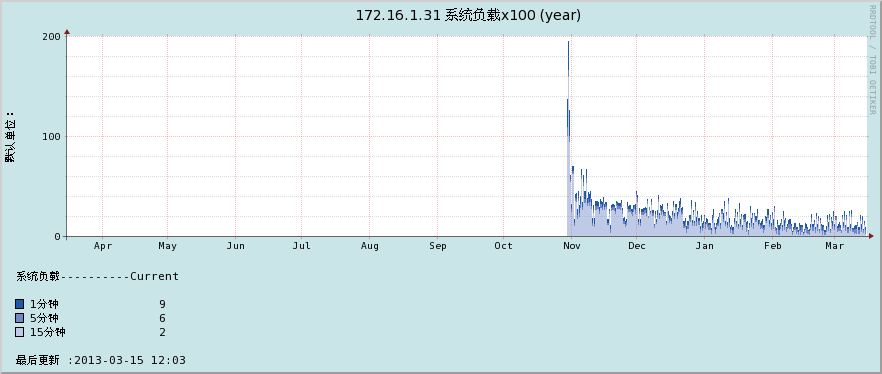 172.16.1.31 系统负载x100 (year)
RRDTOOL / TOBI OETIKER
默认单位：
200
100
0
Apr May Jun Jul Aug Sep Oct Nov Dec Jan Feb Mar
系统负载----------Current
1分钟 9
5分钟 6
15分钟 2
最后更新 :2013-03-15 12:03